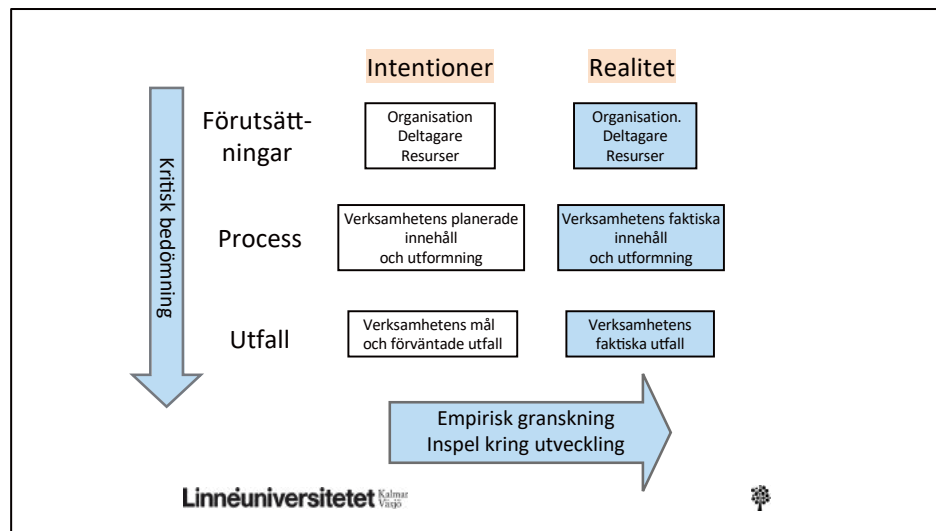 Intentioner
Realitet
Förutsätt-
ningar
Organisation
Deltagare
Resurser
Organisation.
Deltagare
Resurser
Kritisk bedömning
Process
Verksamhetens planerade
innehåll
och utformning
Verksamhetens faktiska
innehåll
och utformning
Utfall
Verksamhetens mål
och förväntade utfall
Verksamhetens
faktiska utfall
Empirisk granskning
Inspel kring utveckling
Linnéuniversitetet
Kalmar
Växjö